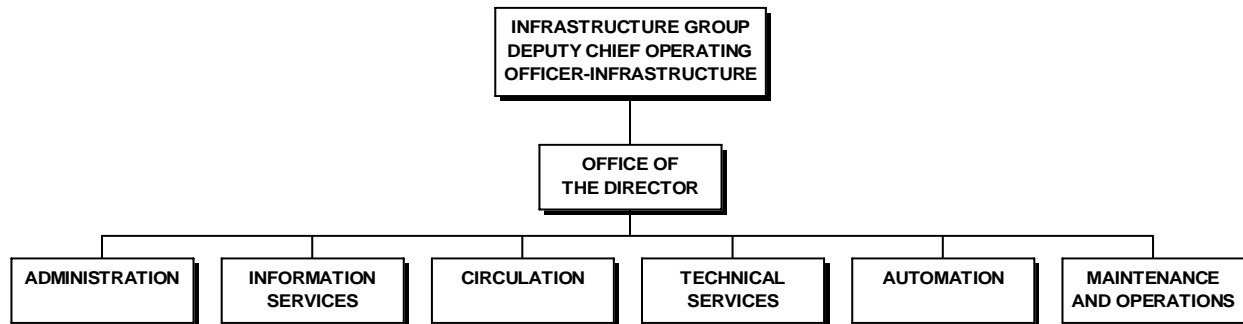 INFRASTRUCTURE GROUP
DEPUTY CHIEF OPERATING
OFFICER-INFRASTRUCTURE
OFFICE OF
THE DIRECTOR
ADMINISTRATION
INFORMATION
SERVICES
CIRCULATION
TECHNICAL
SERVICES
AUTOMATION
MAINTENANCE
AND OPERATIONS